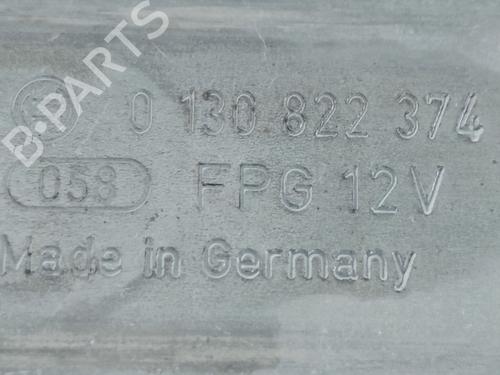 0 130 822 374
058 FPG 12V
Made in Germany
B-PARTS